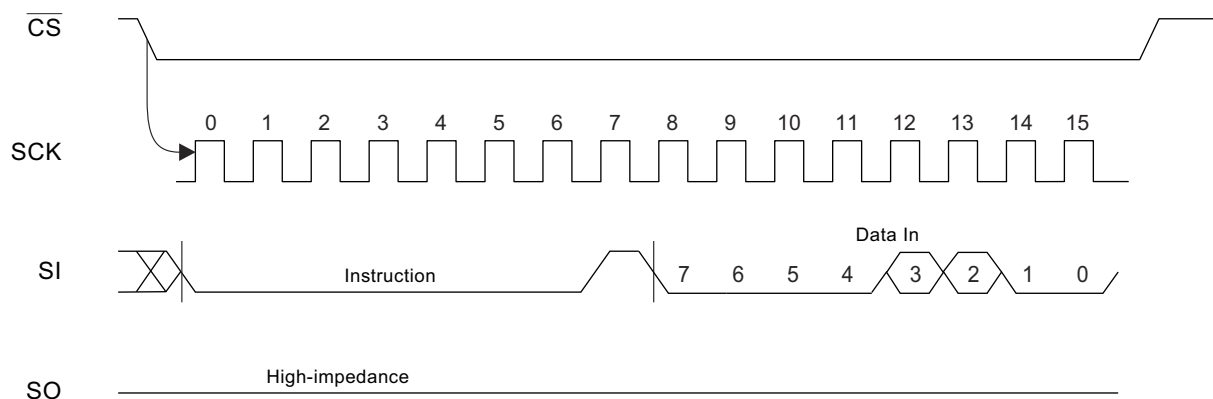 CS
0 1 2 3 4 5 6 7 8 9 10 11 12 13 14 15
SCK
Data In
SI Instruction 7 6 5 4 3 2 1 0
High-impedance
SO